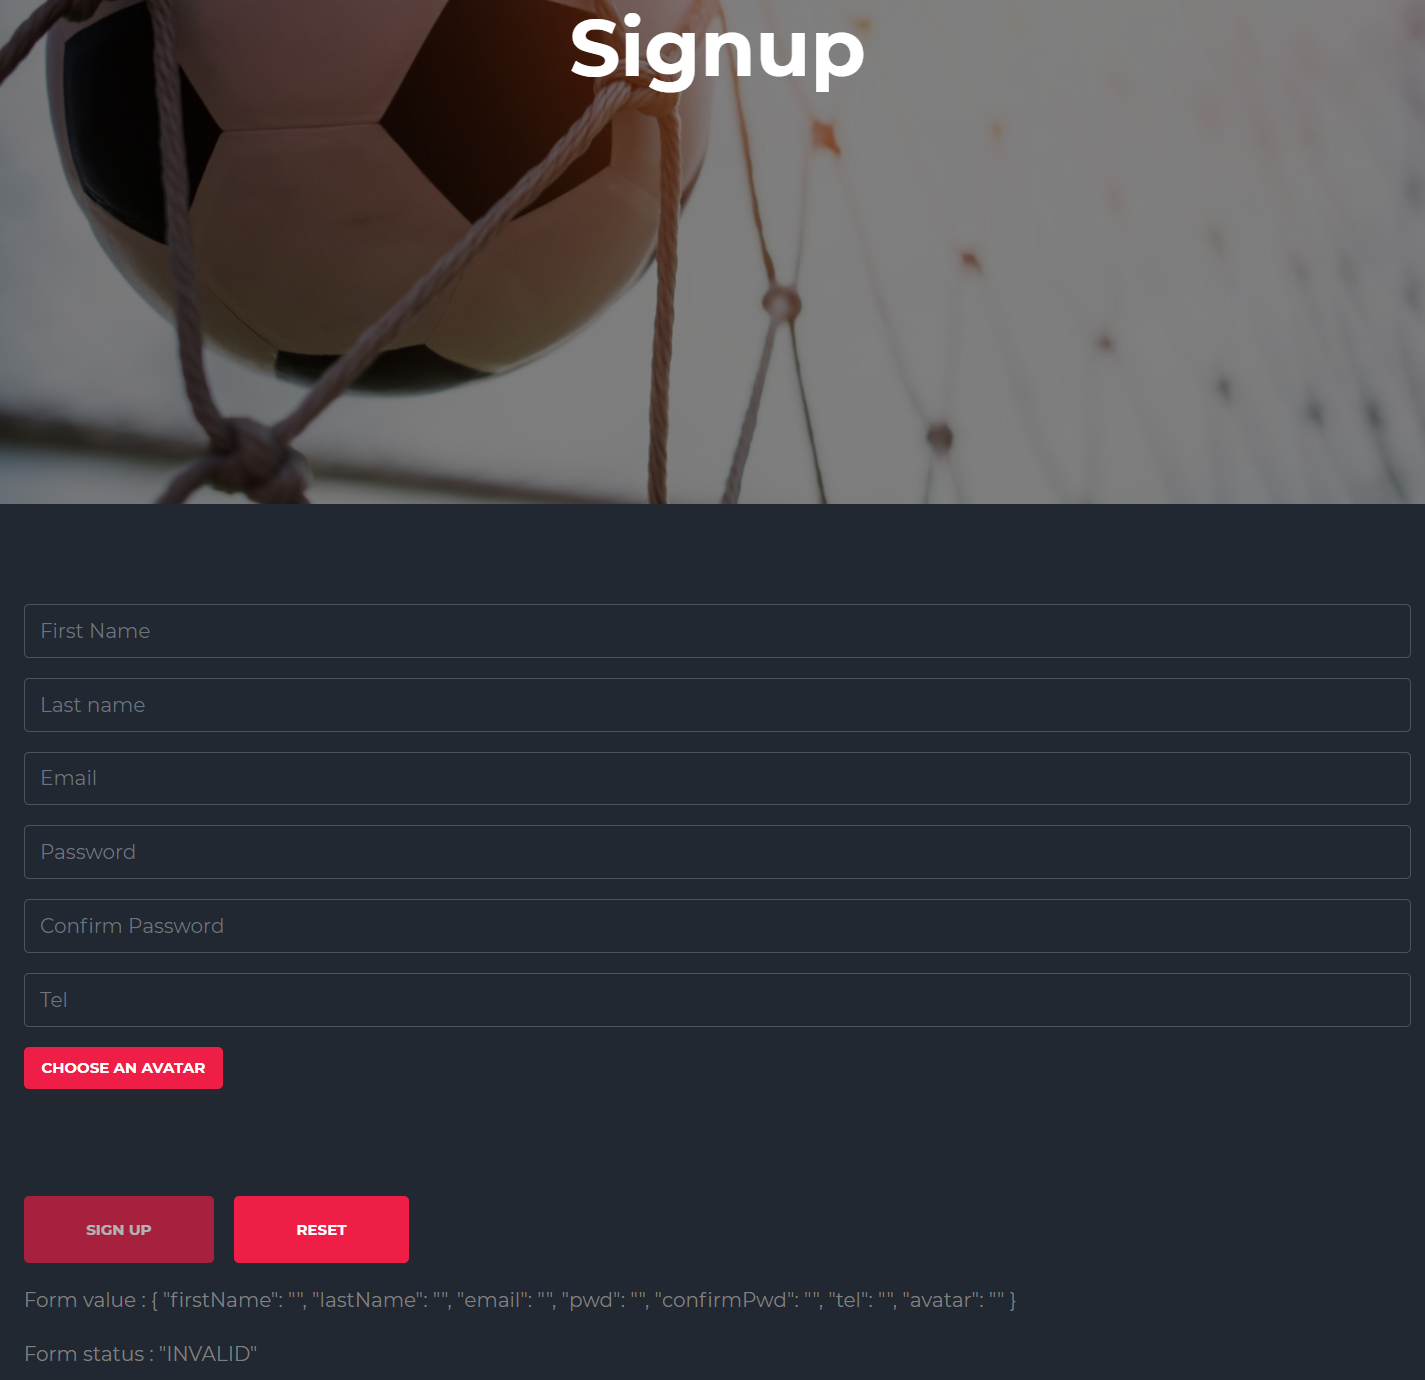 Signup
First Name
Last name
Email
Password
Confirm Password
Tel
CHOOSE AN AVATAR
SIGN UP
RESET
Form value : { "firstName": "", "lastName": "", "email": "", "pwd": "", "confirmPwd": "", "tel": "", "avatar": "" }
Form status : "INVALID"